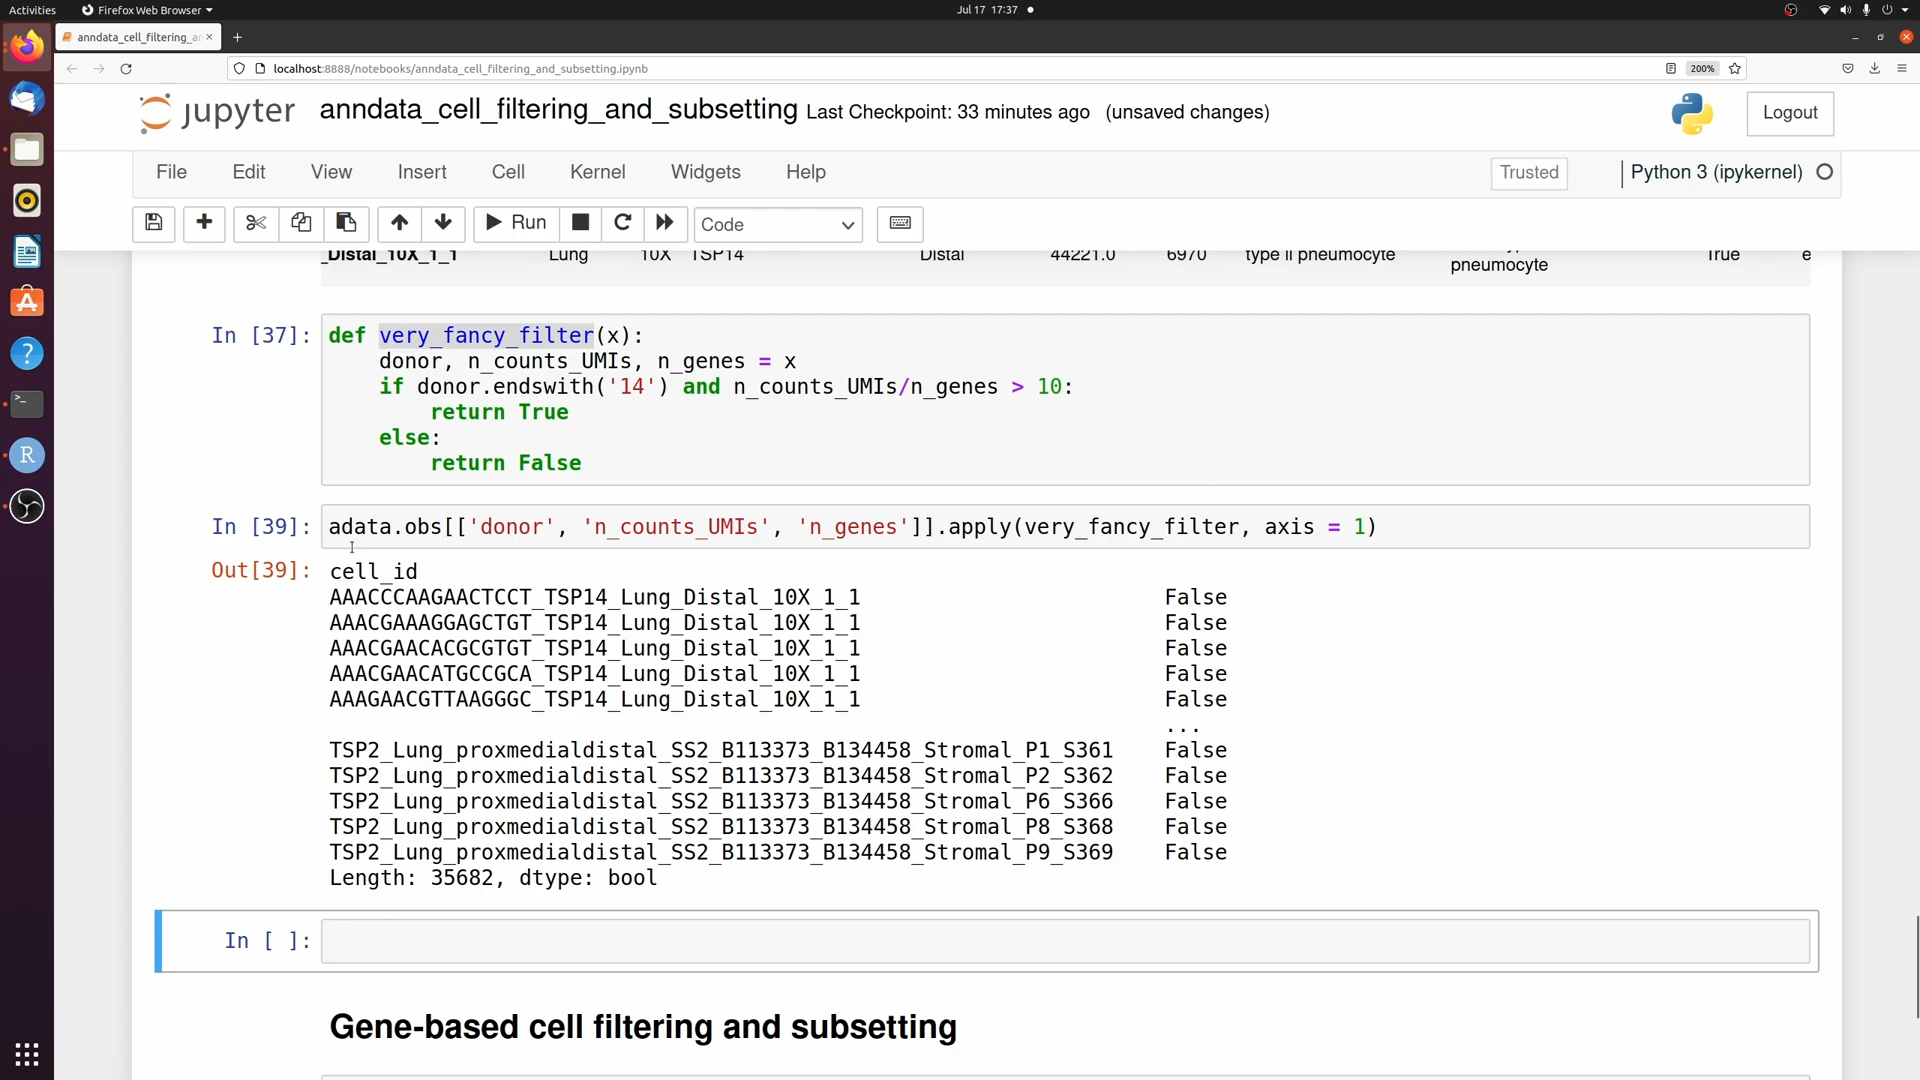 Activities
Firefox Web Browser
Jul 17 17:37
anndata_cell_filtering_a
localhost:8888/notebooks/anndata_cell_filtering_and_subsetting.ipynb
200%
jupyter anndata_cell_filtering_and_subsetting Last Checkpoint: 33 minutes ago (unsaved changes)
Logout
File Edit View Insert Cell Kernel Widgets Help
Trusted
Python 3 (ipykernel)
Run
Code
_Distal_10X_1_1 Lung 10X TSP14 Distal 44221.0 6970 type ii pneumocyte pneumocyte True e
In [37]: def very_fancy_filter(x):
donor, n_counts_UMIs, n_genes = x
if donor.endswith('14') and n_counts_UMIs/n_genes > 10:
return True
else:
return False
In [39]: adata.obs[['donor', 'n_counts_UMIs', 'n_genes']].apply(very_fancy_filter, axis = 1)
Out[39]: cell_id
AAACCCAAGAACTCCT_TSP14_Lung_Distal_10X_1_1 False
AAACGAAAGGAGCTGT_TSP14_Lung_Distal_10X_1_1 False
AAACGAACACGCGTGT_TSP14_Lung_Distal_10X_1_1 False
AAACGAACATGCCGCA_TSP14_Lung_Distal_10X_1_1 False
AAAGAACGTTAAGGGC_TSP14_Lung_Distal_10X_1_1 False
...
TSP2_Lung_proxmedialdistal_SS2_B113373_B134458_Stromal_P1_S361 False
TSP2_Lung_proxmedialdistal_SS2_B113373_B134458_Stromal_P2_S362 False
TSP2_Lung_proxmedialdistal_SS2_B113373_B134458_Stromal_P6_S366 False
TSP2_Lung_proxmedialdistal_SS2_B113373_B134458_Stromal_P8_S368 False
TSP2_Lung_proxmedialdistal_SS2_B113373_B134458_Stromal_P9_S369 False
Length: 35682, dtype: bool
In [ ]:
Gene-based cell filtering and subsetting